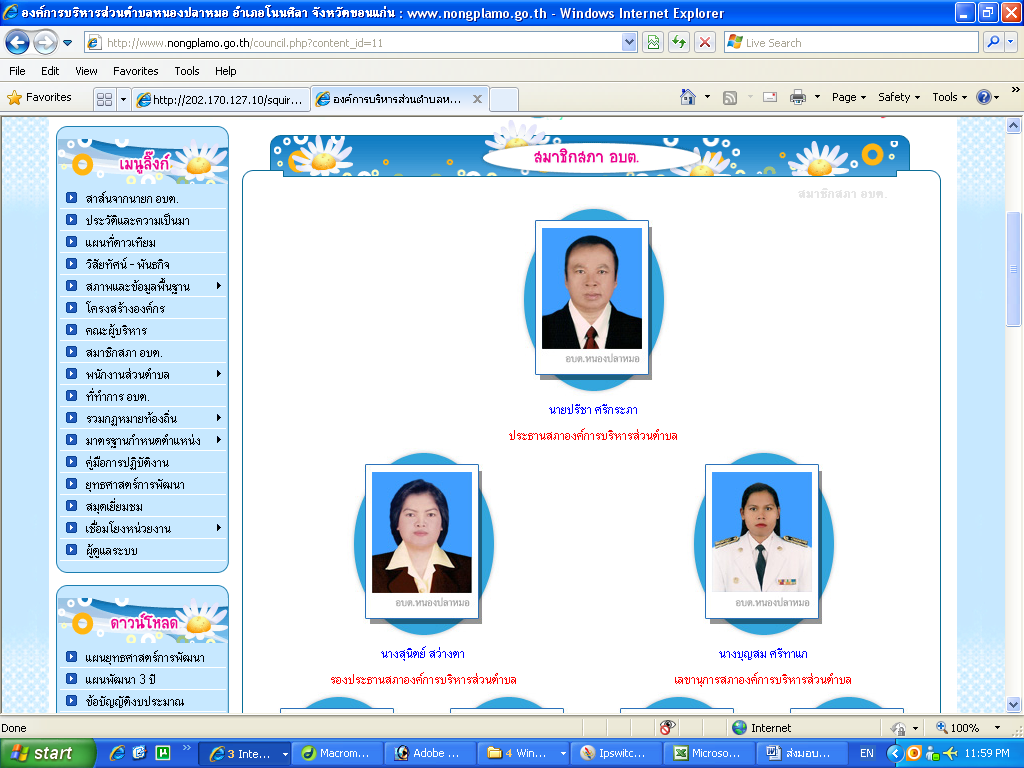 องค์การบริหารส่วนตำบลหนองปลาหมอ อำเภอโนนศิลา จังหวัดขอนแก่น : www.nongplamo.go.th - Windows Internet Explorer
http://www.nongplamo.go.th/council.php?content_id=11
Live Search
File Edit View Favorites Tools Help
Favorites
http://202.170.127.10/squir...
องค์การบริหารส่วนตำบลห...
Page Safety Tools
เมนูลิ๊งก์
สาส์นจากนายก อบต.
ประวัติและความเป็นมา
แผนที่ดาวเทียม
วิสัยทัศน์ - พันธกิจ
สภาพและข้อมูลพื้นฐาน
โครงสร้างองค์กร
คณะผู้บริหาร
สมาชิกสภา อบต.
พนักงานส่วนตำบล
ที่ทำการ อบต.
รวมกฏหมายท้องถิ่น
มาตรฐานกำหนดตำแหน่ง
คู่มือการปฏิบัติงาน
ยุทธศาสตร์การพัฒนา
สมุดเยี่ยมชม
เชื่อมโยงหน่วยงาน
ผู้ดูแลระบบ
ดาวน์โหลด
แผนยุทธศาสตร์การพัฒนา
แผนพัฒนา 3 ปี
ข้อบัญญัติงบประมาณ
สมาชิกสภา อบต.
สมาชิกสภา อบต.
อบต.หนองปลาหมอ
นายปรีชา ศรีกระภา
ประธานสภาองค์การบริหารส่วนตำบล
อบต.หนองปลาหมอ
อบต.หนองปลาหมอ
นางสุนิตย์ สว่างตา
นางบุญสม ศรีทาแก
รองประธานสภาองค์การบริหารส่วนตำบล
เลขานุการสภาองค์การบริหารส่วนตำบล
Done
Internet
100%
start
3 Inte...
Macrom...
Adobe ...
4 Win...
Ipswitc...
Microso...
ส่งมอบ...
EN
11:59 PM